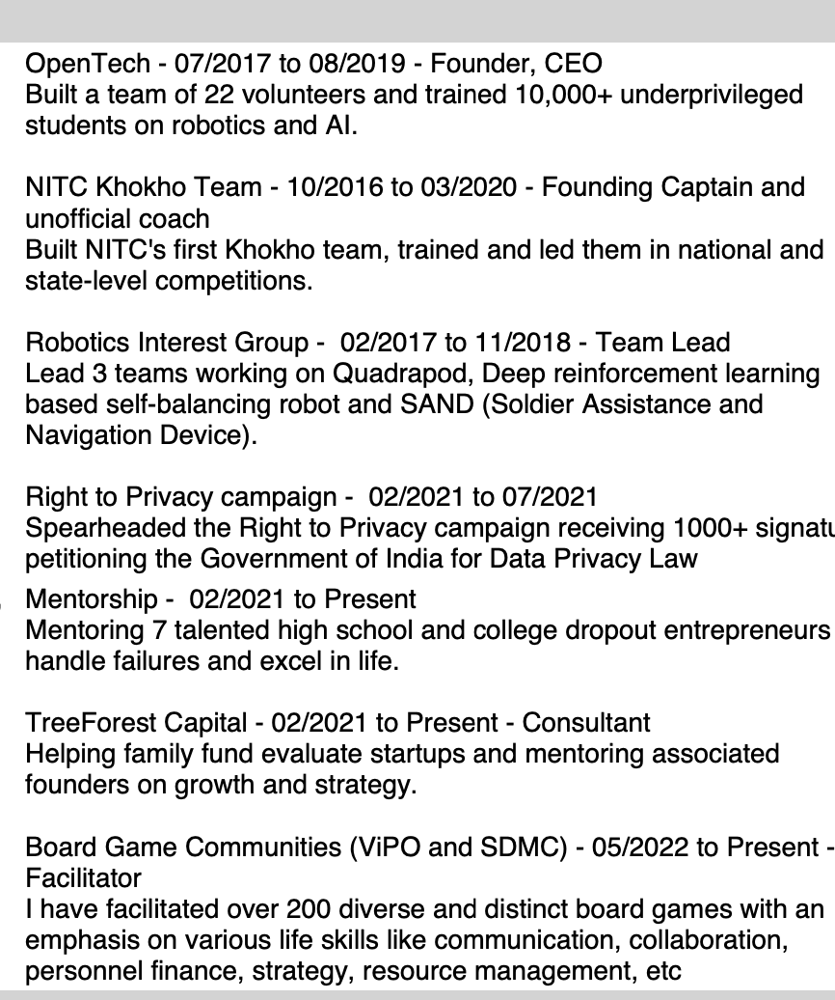 OpenTech - 07/2017 to 08/2019 - Founder, CEO
Built a team of 22 volunteers and trained 10,000+ underprivileged
students on robotics and AI.
NITC Khokho Team - 10/2016 to 03/2020 - Founding Captain and
unofficial coach
Built NITC's first Khokho team, trained and led them in national and
state-level competitions.
Robotics Interest Group -  02/2017 to 11/2018 - Team Lead
Lead 3 teams working on Quadrapod, Deep reinforcement learning
based self-balancing robot and SAND (Soldier Assistance and
Navigation Device).
Right to Privacy campaign -  02/2021 to 07/2021
Spearheaded the Right to Privacy campaign receiving 1000+
petitioning the Government of India for Data Privacy Law
Mentorship -  02/2021 to Present
Mentoring 7 talented high school and college dropout entrepreneurs
handle failures and excel in life.
TreeForest Capital - 02/2021 to Present - Consultant
Helping family fund evaluate startups and mentoring associated
founders on growth and strategy.
Board Game Communities (ViPO and SDMC) - 05/2022 to Present -
Facilitator
I have facilitated over 200 diverse and distinct board games with an
emphasis on various life skills like communication, collaboration,
personnel finance, strategy, resource management, etc